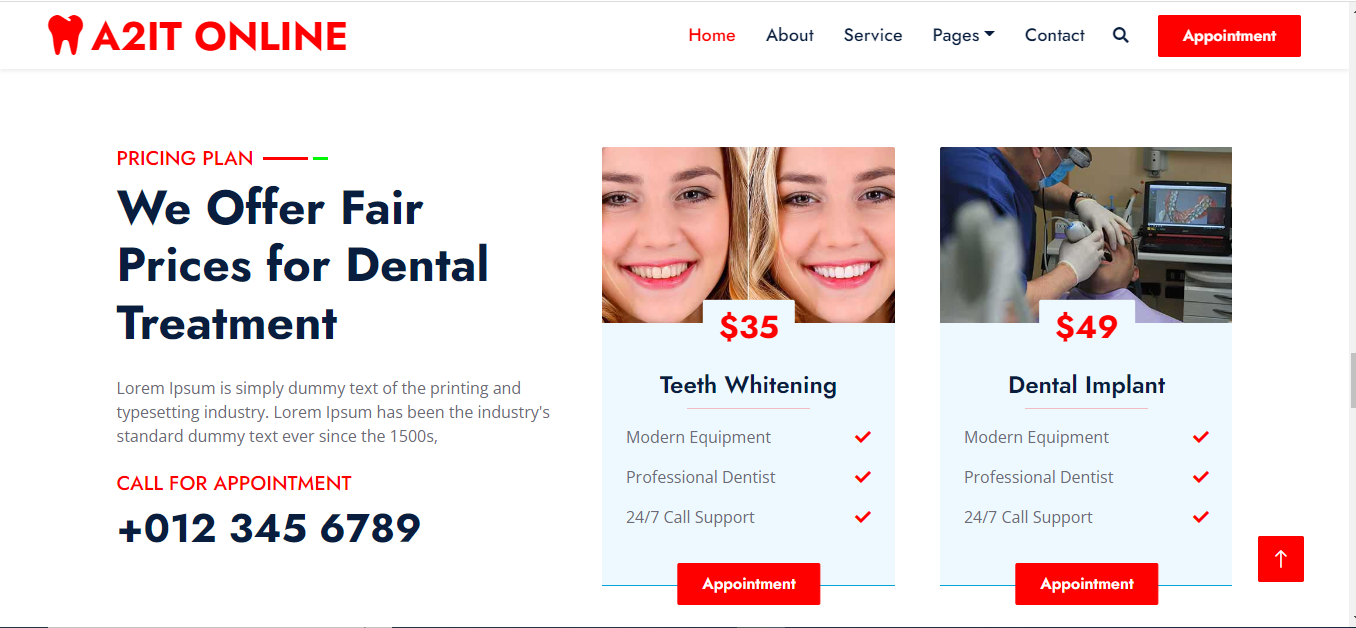 A2IT ONLINE
Home About Service Pages Contact Appointment
PRICING PLAN
We Offer Fair
Prices for Dental
Treatment
Lorem Ipsum is simply dummy text of the printing and
typesetting industry. Lorem Ipsum has been the industry's
standard dummy text ever since the 1500s,
CALL FOR APPOINTMENT
+012 345 6789
$35
Teeth Whitening
Modern Equipment
Professional Dentist
24/7 Call Support
Appointment
$49
Dental Implant
Modern Equipment
Professional Dentist
24/7 Call Support
Appointment